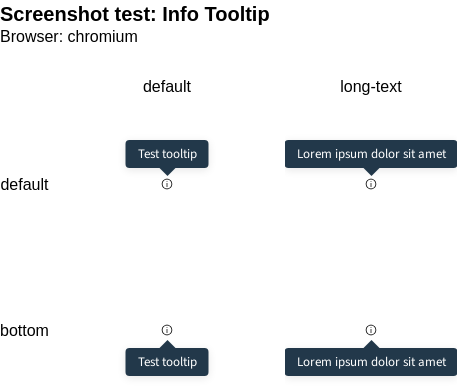 Screenshot test: Info Tooltip
Browser: chromium
default long-text
Test tooltip Lorem ipsum dolor sit amet
default
bottom
Test tooltip Lorem ipsum dolor sit amet